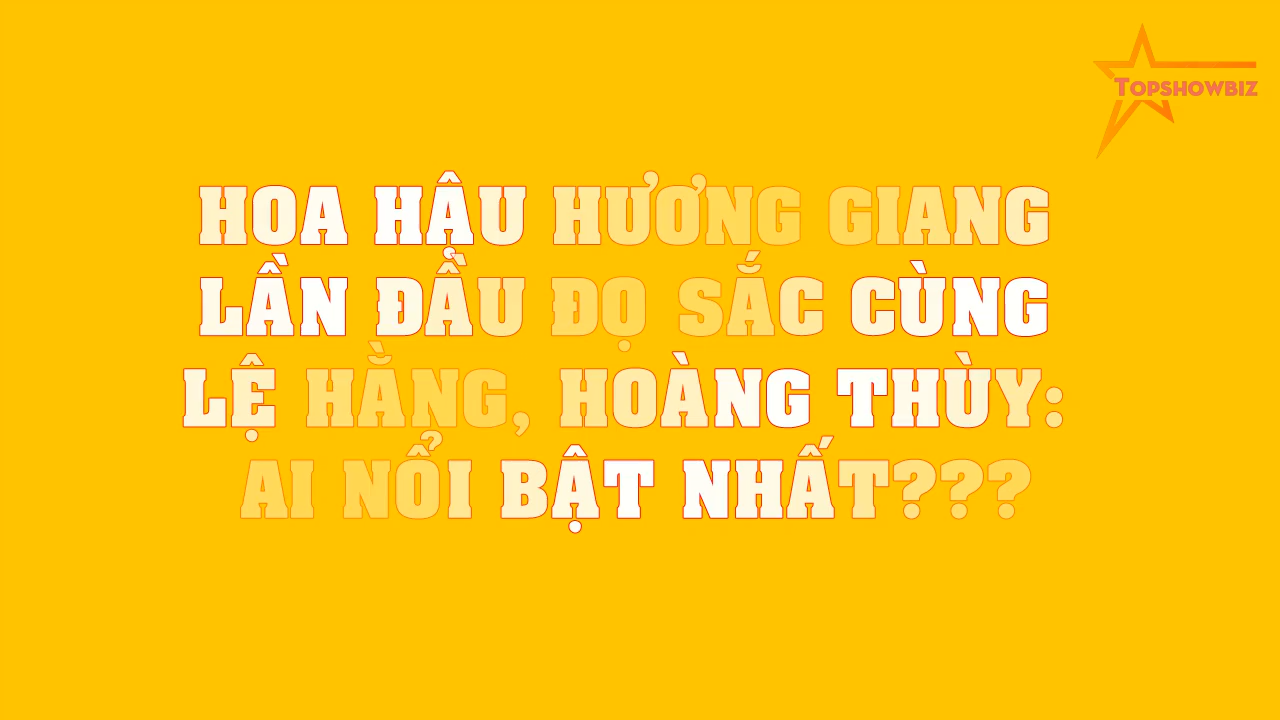 TOPSHOWBIZ
HOA HẬU HƯƠNG GIANG
LẦN ĐẦU ĐỌ SẮC CÙNG
LỆ HẰNG, HOÀNG THÙY:
AI NỔI BẬT NHẤT???